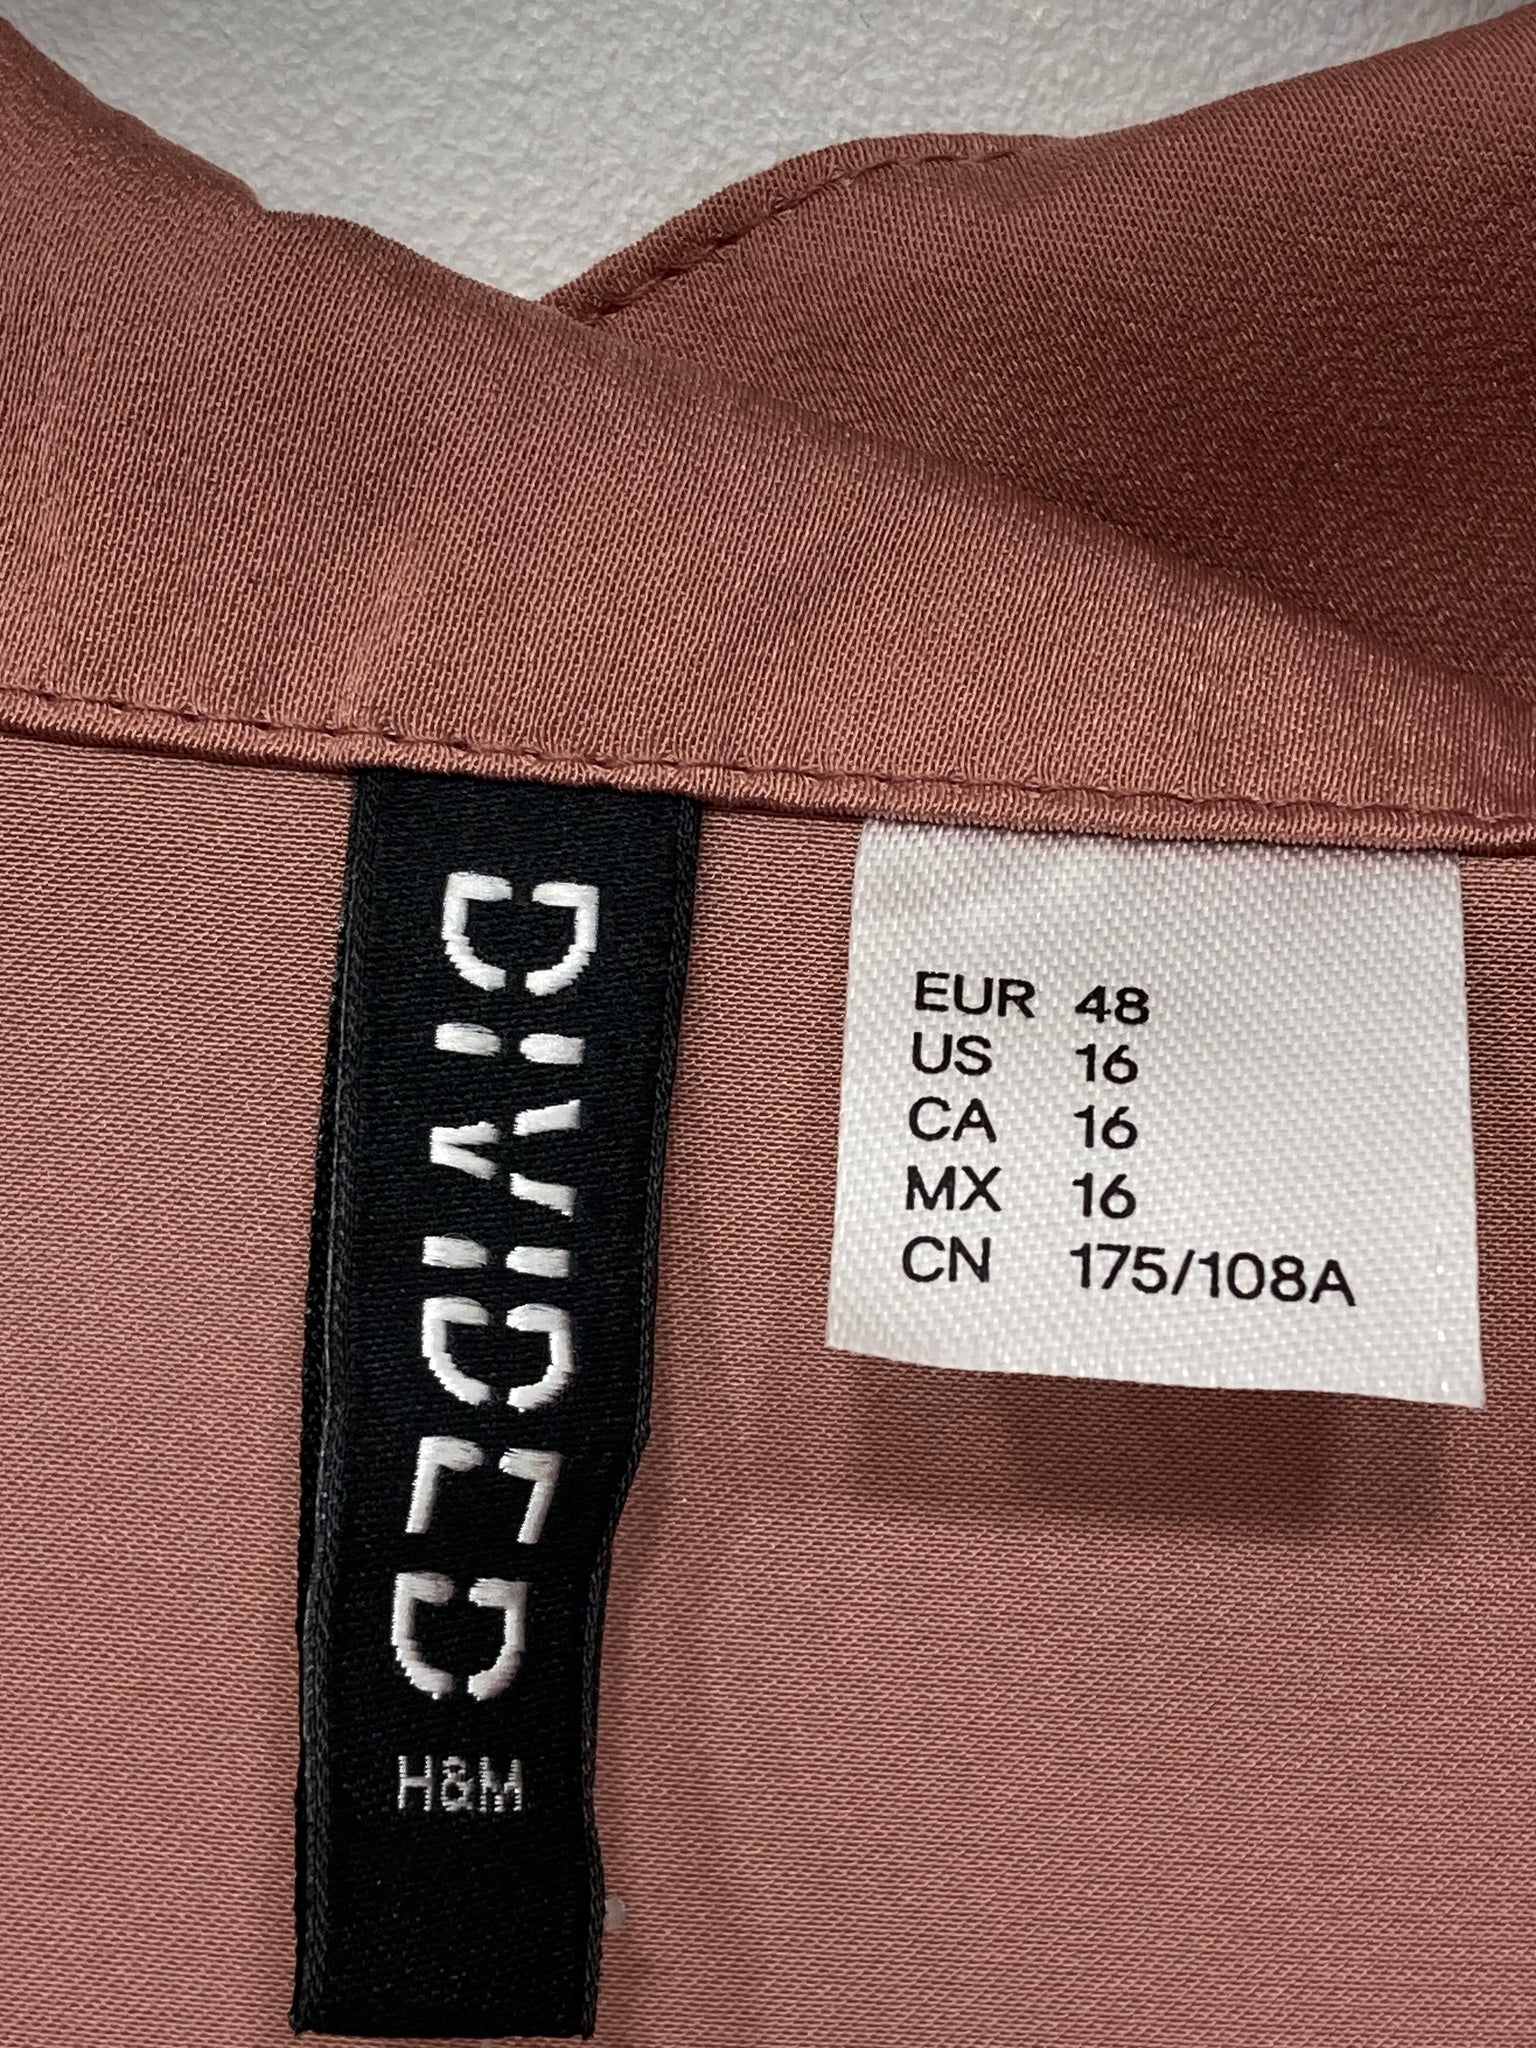 DIVIDED
H&M
EUR 48
US 16
CA 16
MX 16
CN 175/108A